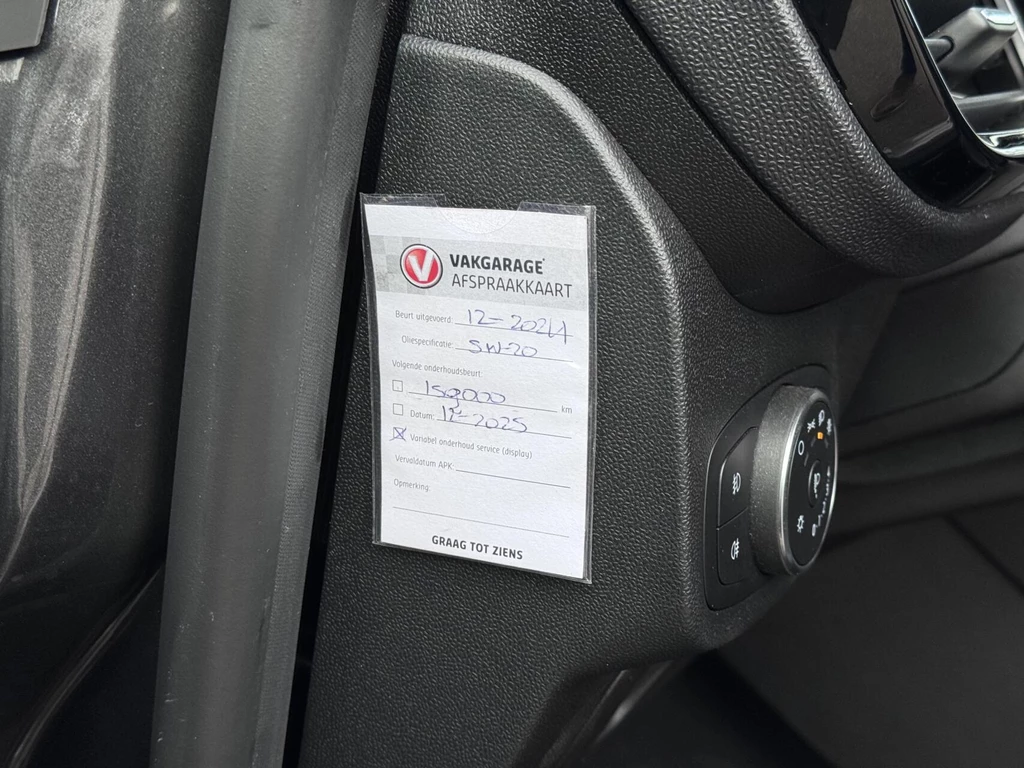 V VAKGARAGE
AFSPRAAKKAART
Beurt uitgevoerd: 12-2024
Oliespecificatie: 5W-20
Volgende onderhoudsbeurt:
000 km
Datum: 12-2025
Variabel onderhoud service (display)
Vervaldatum APK:
Opmerking:
GRAAG TOT ZIENS